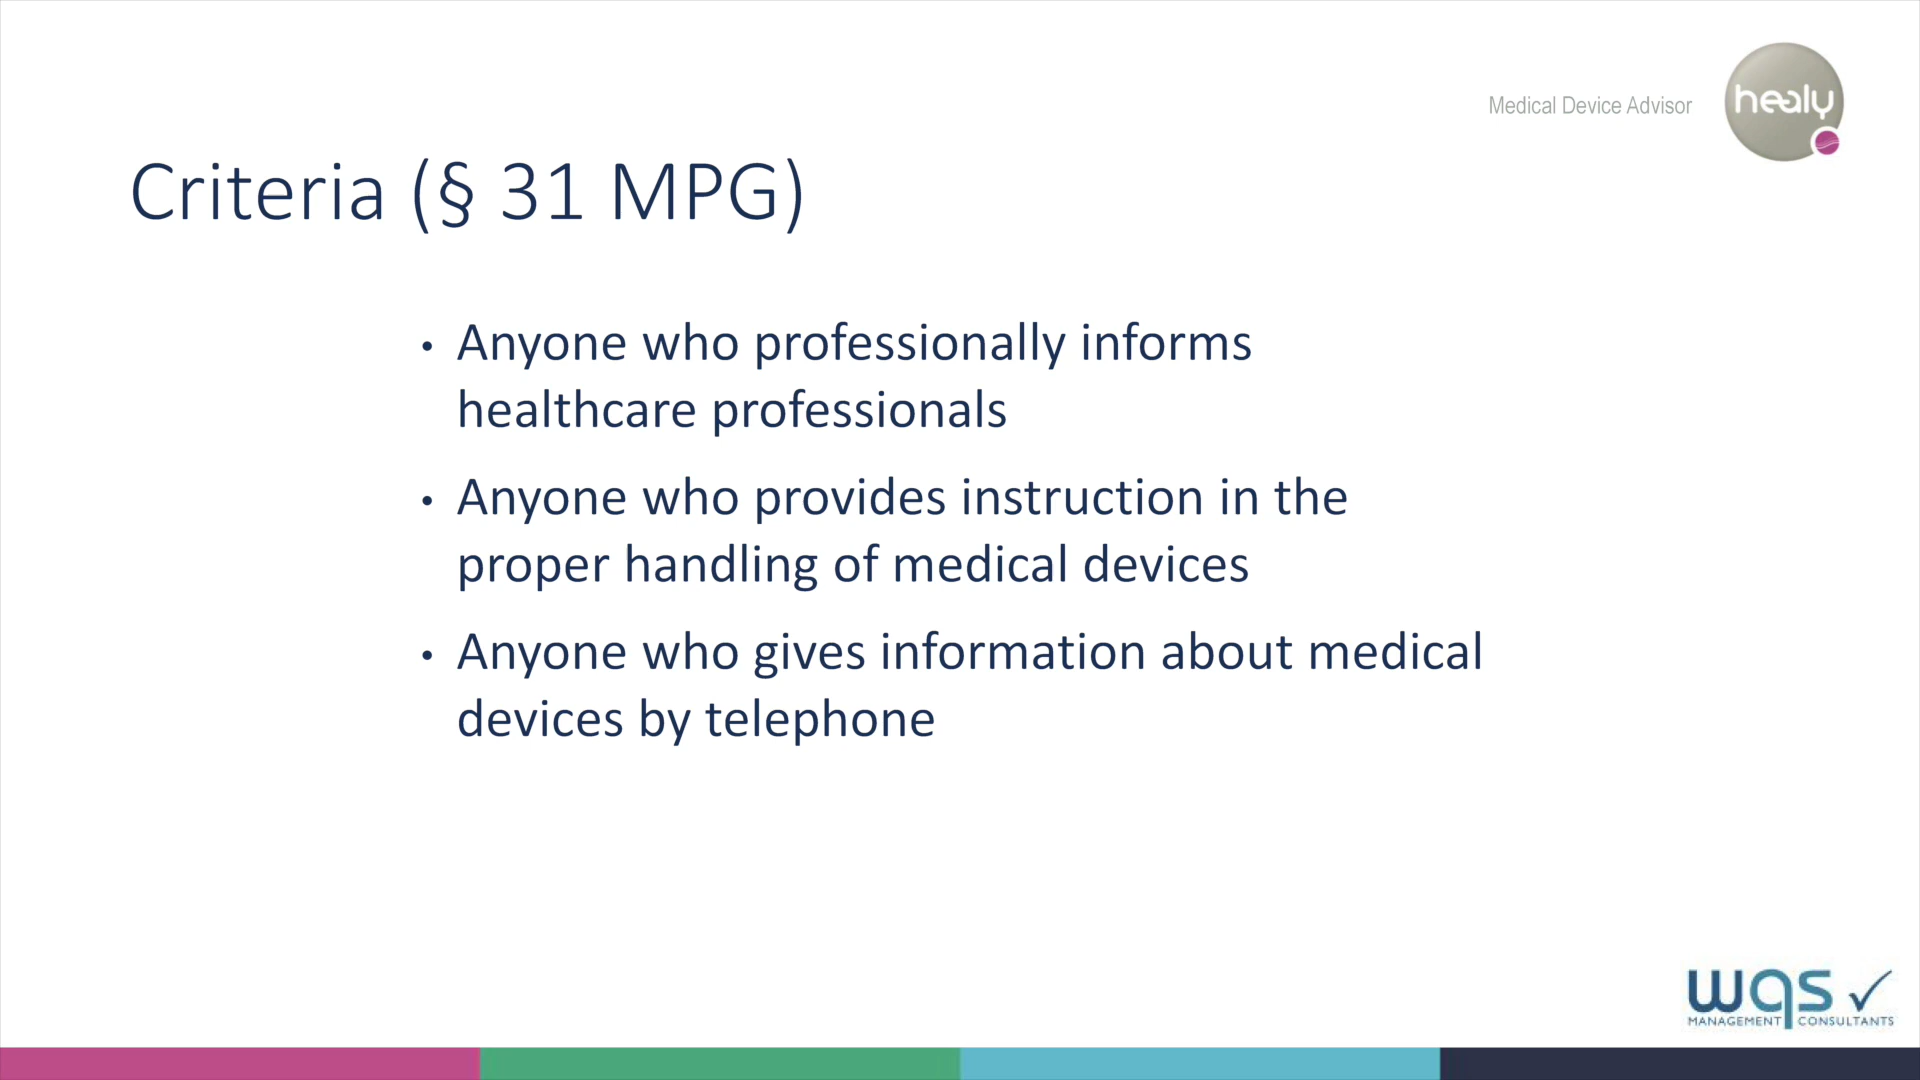 Medical Device Advisor
healy
Criteria (§ 31 MPG)
• Anyone who professionally informs
healthcare professionals
• Anyone who provides instruction in the
proper handling of medical devices
• Anyone who gives information about medical
devices by telephone
wqs
MANAGEMENT CONSULTANTS